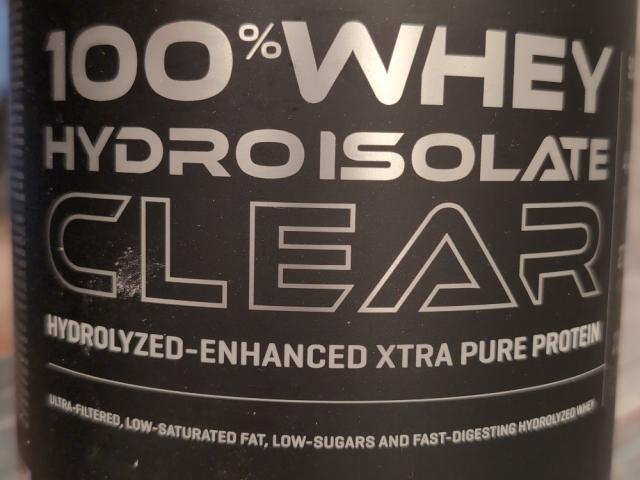 100% WHEY
HYDRO ISOLATE
CLEAR
HYDROLYZED-ENHANCED XTRA PURE PROTEIN
ULTRA-FILTERED, LOW-SATURATED FAT, LOW-SUGARS AND FAST-DIGESTING HYDROLYZED WHEY